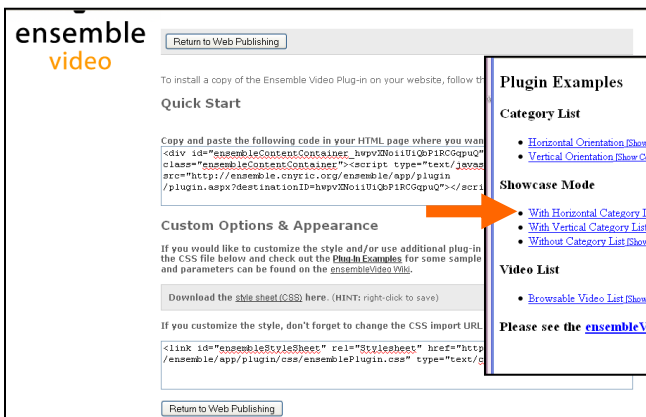 ensemble
video
Return to Web Publishing
To install a copy of the Ensemble Video Plug-in on your website, follow th
Quick Start
Copy and paste the following code in your HTML page where you wan
<div id="ensembleContentContainer_hwpvXNoiiUiQbPiRCGqpuQ"
class="ensembleContentContainer"><script type="text/javas
src="http://ensemble.cnyric.org/ensemble/app/plugin
/plugin.aspx?destinationID=hwpvXNoiiUiQbPiRCGqpuQ"></scri
Custom Options & Appearance
If you would like to customize the style and/or use additional plug-in
the CSS file below and check out the Plug-In Examples for some sample
and parameters can be found on the ensembleVideo Wiki.
Download the style sheet (CSS) here. (HINT: right-click to save)
If you customize the style, don't forget to change the CSS import URL
<link id="ensembleStyleSheet" rel="Stylesheet" href="http
/ensemble/app/plugin/css/ensemblePlugin.css" type="text/c
Return to Web Publishing
Plugin Examples
Category List
Horizontal Orientation [Show
Vertical Orientation [Show C
Showcase Mode
With Horizontal Category
With Vertical Category List
Without Category List [Show
Video List
Browsable Video List [Show
Please see the ensembleV